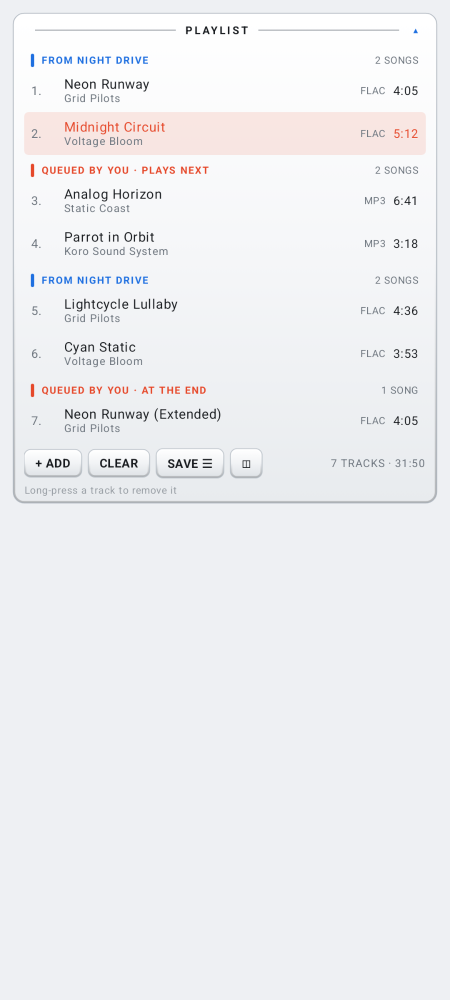 PLAYLIST ▲
FROM NIGHT DRIVE 2 SONGS
1. Neon Runway FLAC 4:05
Grid Pilots
2. Midnight Circuit FLAC 5:12
Voltage Bloom
QUEUED BY YOU · PLAYS NEXT 2 SONGS
3. Analog Horizon MP3 6:41
Static Coast
4. Parrot in Orbit MP3 3:18
Koro Sound System
FROM NIGHT DRIVE 2 SONGS
5. Lightcycle Lullaby FLAC 4:36
Grid Pilots
6. Cyan Static FLAC 3:53
Voltage Bloom
QUEUED BY YOU · AT THE END 1 SONG
7. Neon Runway (Extended) FLAC 4:05
Grid Pilots
+ ADD CLEAR SAVE ☰ ◫ 7 TRACKS · 31:50
Long-press a track to remove it